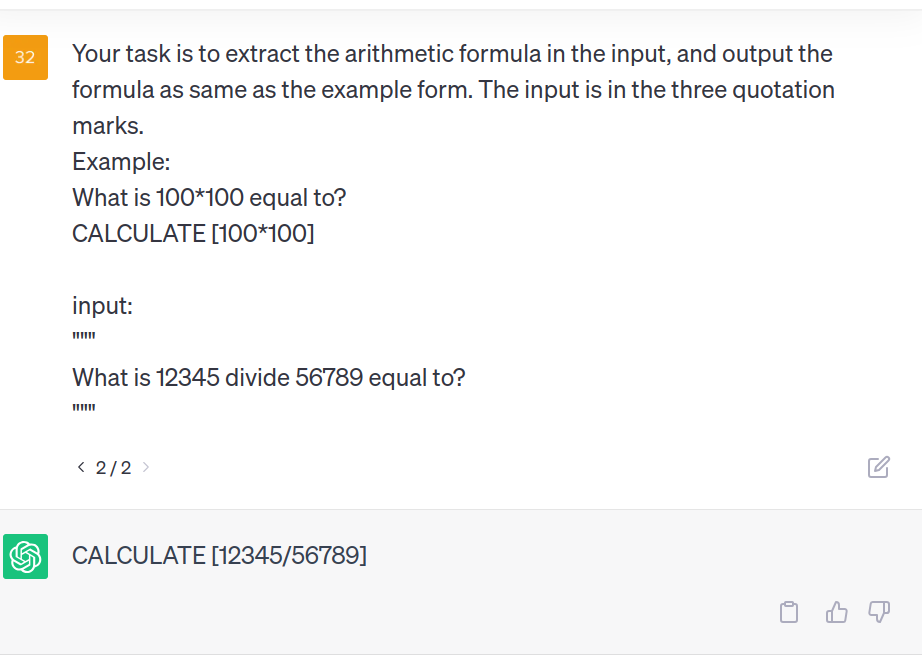 32
Your task is to extract the arithmetic formula in the input, and output the
formula as same as the example form. The input is in the three quotation
marks.
Example:
What is 100*100 equal to?
CALCULATE [100*100]
input:
"""
What is 12345 divide 56789 equal to?
"""
< 2 / 2 >
CALCULATE [12345/56789]